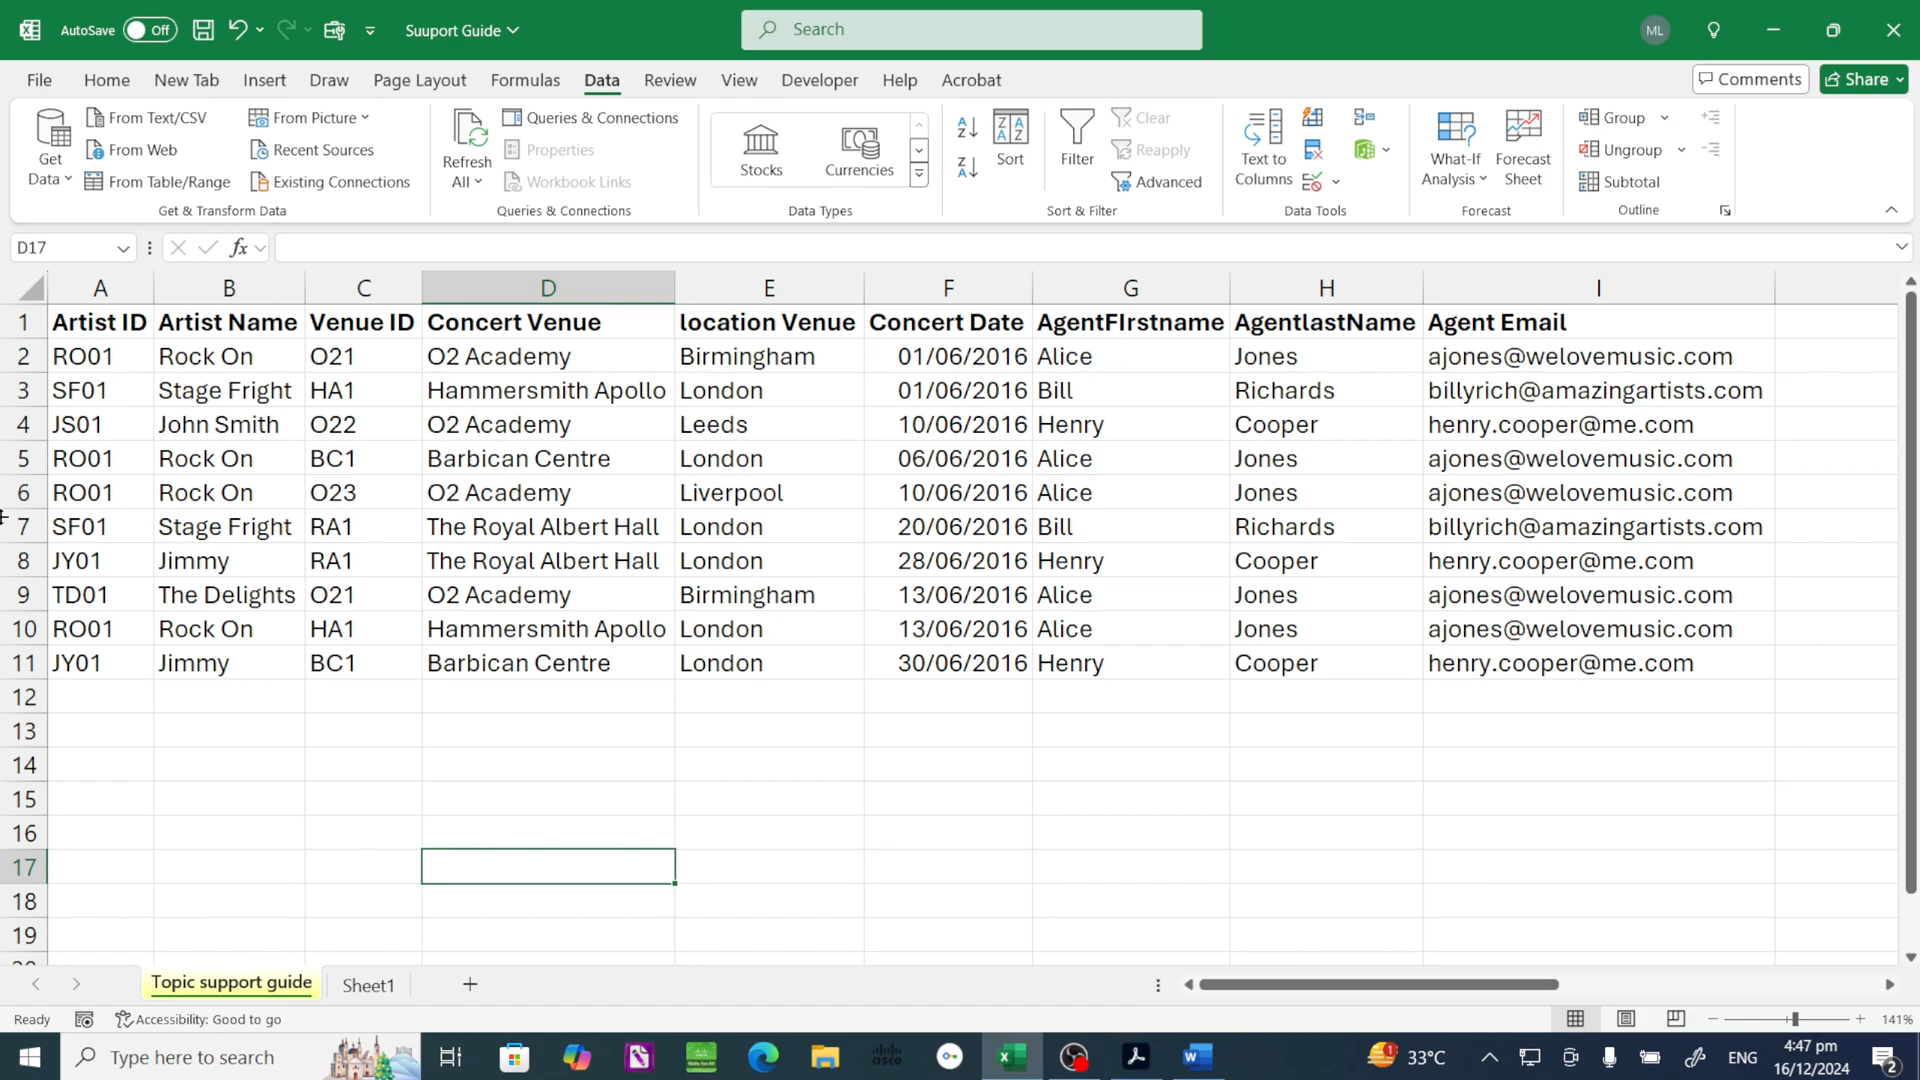 AutoSave Off Suuport Guide Search ML
File Home New Tab Insert Draw Page Layout Formulas Data Review View Developer Help Acrobat Comments Share
Get Data From Text/CSV From Picture Refresh All Queries & Connections Stocks Currencies Sort Filter Clear Text to Columns What-If Analysis Forecast Sheet Group
From Web Recent Sources Properties Reapply Ungroup
From Table/Range Existing Connections Workbook Links Advanced Subtotal
Get & Transform Data Queries & Connections Data Types Sort & Filter Data Tools Forecast Outline
D17 fx
A B C D E F G H I
1 Artist ID Artist Name Venue ID Concert Venue location Venue Concert Date AgentFIrstname AgentlastName Agent Email
2 RO01 Rock On O21 O2 Academy Birmingham 01/06/2016 Alice Jones ajones@welovemusic.com
3 SF01 Stage Fright HA1 Hammersmith Apollo London 01/06/2016 Bill Richards billyrich@amazingartists.com
4 JS01 John Smith O22 O2 Academy Leeds 10/06/2016 Henry Cooper henry.cooper@me.com
5 RO01 Rock On BC1 Barbican Centre London 06/06/2016 Alice Jones ajones@welovemusic.com
6 RO01 Rock On O23 O2 Academy Liverpool 10/06/2016 Alice Jones ajones@welovemusic.com
7 SF01 Stage Fright RA1 The Royal Albert Hall London 20/06/2016 Bill Richards billyrich@amazingartists.com
8 JY01 Jimmy RA1 The Royal Albert Hall London 28/06/2016 Henry Cooper henry.cooper@me.com
9 TD01 The Delights O21 O2 Academy Birmingham 13/06/2016 Alice Jones ajones@welovemusic.com
10 RO01 Rock On HA1 Hammersmith Apollo London 13/06/2016 Alice Jones ajones@welovemusic.com
11 JY01 Jimmy BC1 Barbican Centre London 30/06/2016 Henry Cooper henry.cooper@me.com
12
13
14
15
16
17
18
19
Topic support guide Sheet1
Ready Accessibility: Good to go 141%
Type here to search 33°C ENG 4:47 pm
16/12/2024 2